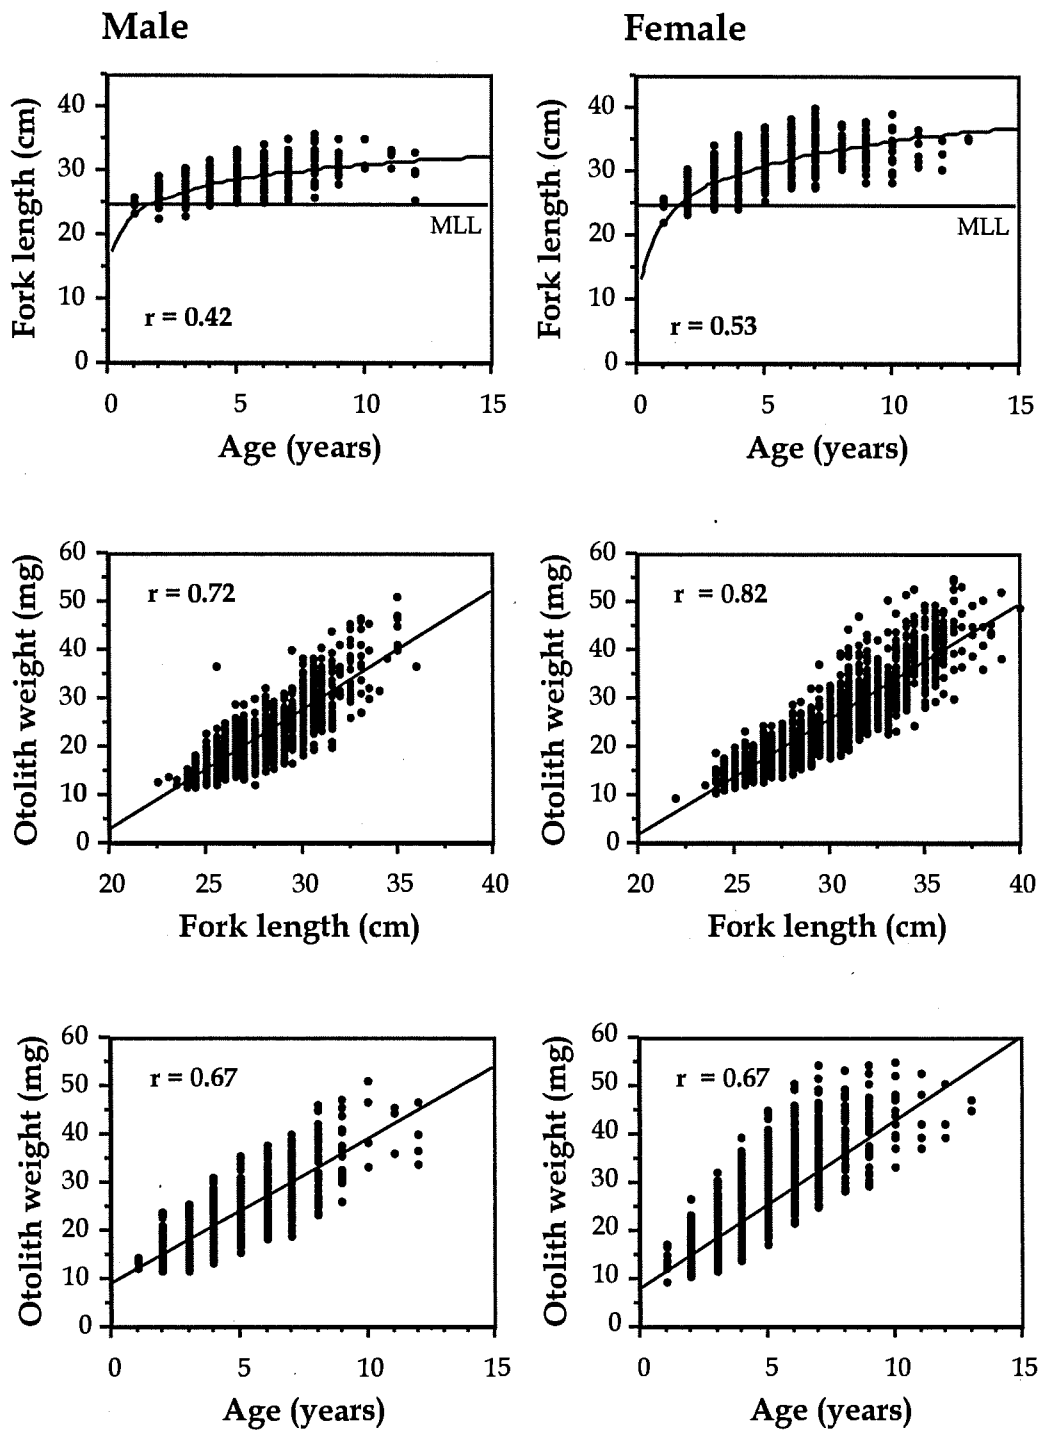 Male
Female
Fork length (cm)
40
30
20
10
0
MLL
r = 0.42
0 5 10 15
Age (years)
Fork length (cm)
40
30
20
10
0
MLL
r = 0.53
0 5 10 15
Age (years)
Otolith weight (mg)
60
50
40
30
20
10
0
r = 0.72
20 25 30 35 40
Fork length (cm)
Otolith weight (mg)
60
50
40
30
20
10
0
r = 0.82
20 25 30 35 40
Fork length (cm)
Otolith weight (mg)
60
50
40
30
20
10
0
r = 0.67
0 5 10 15
Age (years)
Otolith weight (mg)
60
50
40
30
20
10
0
r = 0.67
0 5 10 15
Age (years)